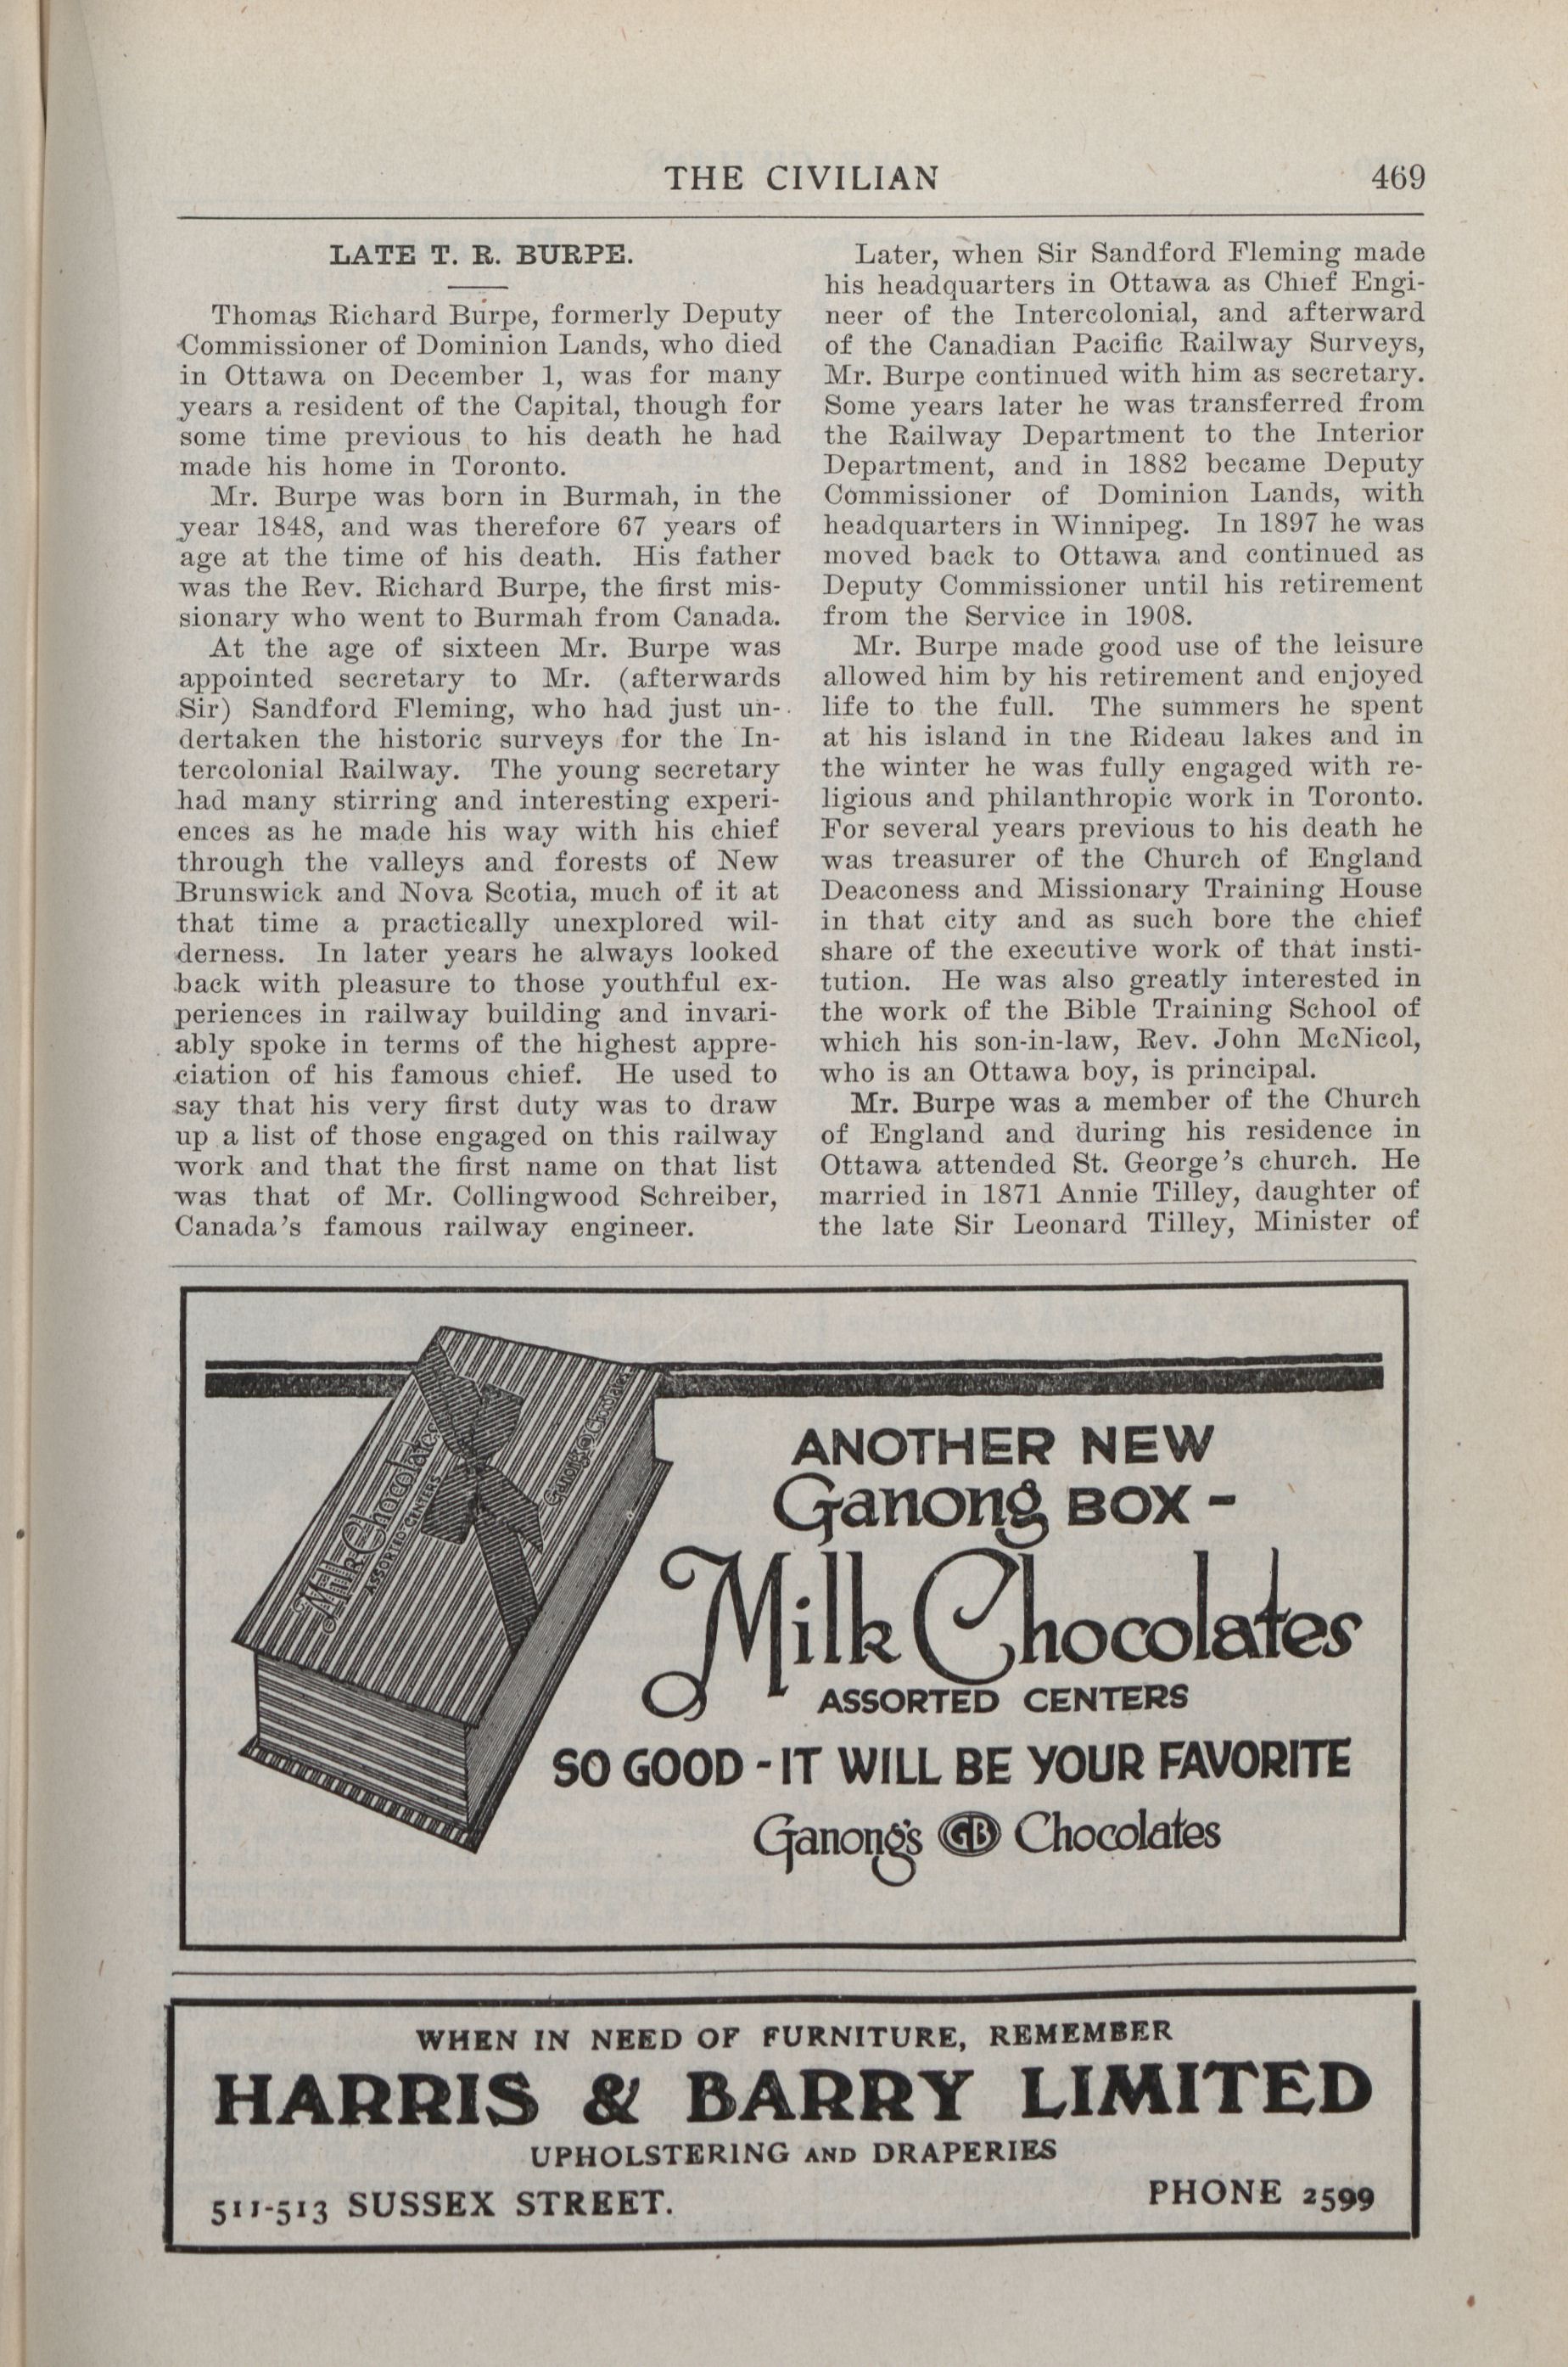 THE CIVILIAN 469
LATE T. R. BURPE.
Thomas Richard Burpe, formerly Deputy
Commissioner of Dominion Lands, who died
in Ottawa on December 1, was for many
years a resident of the Capital, though for
some time previous to his death he had
made his home in Toronto.
Mr. Burpe was born in Burmah, in the
year 1848, and was therefore 67 years of
age at the time of his death. His father
was the Rev. Richard Burpe, the first mis-
sionary who went to Burmah from Canada.
At the age of sixteen Mr. Burpe was
appointed secretary to Mr. (afterwards
Sir) Sandford Fleming, who had just un-
dertaken the historic surveys for the In-
tercolonial Railway. The young secretary
had many stirring and interesting experi-
ences as he made his way with his chief
through the valleys and forests of New
Brunswick and Nova Scotia, much of it at
that time a practically unexplored wil-
derness. In later years he always looked
back with pleasure to those youthful ex-
periences in railway building and invari-
ably spoke in terms of the highest appre-
ciation of his famous chief. He used to
say that his very first duty was to draw
up a list of those engaged on this railway
work and that the first name on that list
was that of Mr. Collingwood Schreiber,
Canada's famous railway engineer.
Later, when Sir Sandford Fleming made
his headquarters in Ottawa as Chief Engi-
neer of the Intercolonial, and afterward
of the Canadian Pacific Railway Surveys,
Mr. Burpe continued with him as secretary.
Some years later he was transferred from
the Railway Department to the Interior
Department, and in 1882 became Deputy
Commissioner of Dominion Lands, with
headquarters in Winnipeg. In 1897 he was
moved back to Ottawa and continued as
Deputy Commissioner until his retirement
from the Service in 1908.
Mr. Burpe made good use of the leisure
allowed him by his retirement and enjoyed
life to the full. The summers he spent
at his island in the Rideau lakes and in
the winter he was fully engaged with re-
ligious and philanthropic work in Toronto.
For several years previous to his death he
was treasurer of the Church of England
Deaconess and Missionary Training House
in that city and as such bore the chief
share of the executive work of that insti-
tution. He was also greatly interested in
the work of the Bible Training School of
which his son-in-law, Rev. John McNicol,
who is an Ottawa boy, is principal.
Mr. Burpe was a member of the Church
of England and during his residence in
Ottawa attended St. George's church. He
married in 1871 Annie Tilley, daughter of
the late Sir Leonard Tilley, Minister of
Milk Chocolates
ASSORTED CENTERS
Ganong's GB Chocolates
ANOTHER NEW
Ganong BOX -
Milk Chocolates
ASSORTED CENTERS
SO GOOD - IT WILL BE YOUR FAVORITE
Ganong's GB Chocolates
WHEN IN NEED OF FURNITURE, REMEMBER
HARRIS & BARRY LIMITED
UPHOLSTERING AND DRAPERIES
511-513 SUSSEX STREET. PHONE 2599